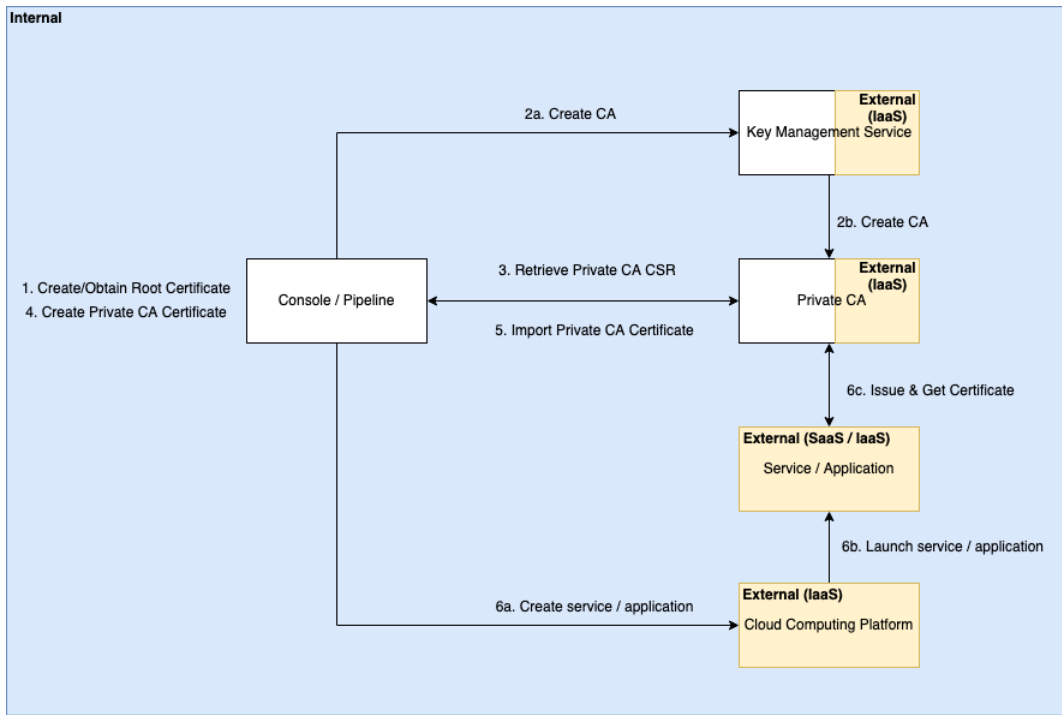 Internal
External
(IaaS)
2a. Create CA
Key Management Service
2b. Create CA
3. Retrieve Private CA CSR
External
(IaaS)
1. Create/Obtain Root Certificate
Console / Pipeline
Private CA
4. Create Private CA Certificate
5. Import Private CA Certificate
6c. Issue & Get Certificate
External (SaaS / IaaS)
Service / Application
6b. Launch service / application
External (IaaS)
6a. Create service / application
Cloud Computing Platform